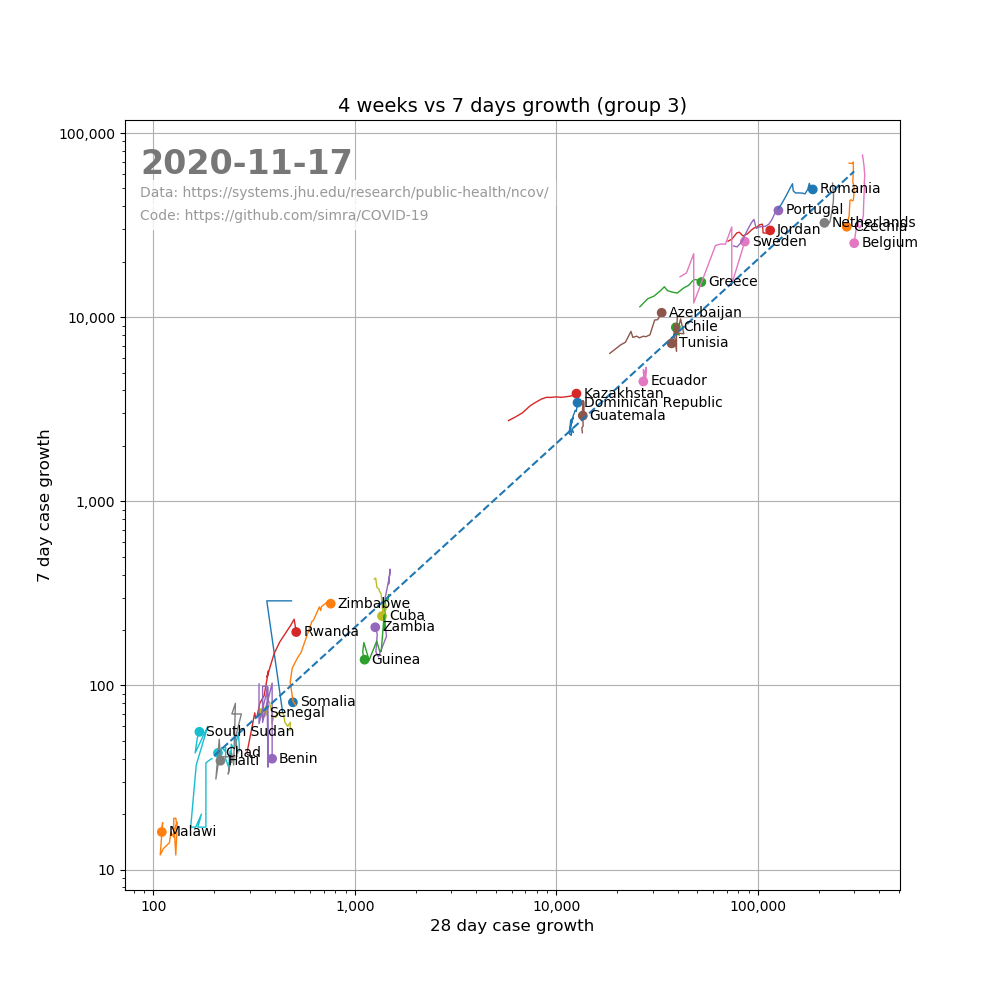 4 weeks vs 7 days growth (group 3)
100,000
2020-11-17
Data: https://systems.jhu.edu/research/public-health/ncov/
Code: https://github.com/simra/COVID-19
Romania
Portugal
Netherlands
Czechia
Jordan
Sweden
Belgium
Greece
10,000
Azerbaijan
Chile
Tunisia
Ecuador
Kazakhstan
Dominican Republic
Guatemala
7 day case growth
1,000
Zimbabwe
Cuba
Zambia
Rwanda
Guinea
100
Somalia
Senegal
South Sudan
Chad
Haiti
Benin
Malawi
10
100 1,000 10,000 100,000
28 day case growth